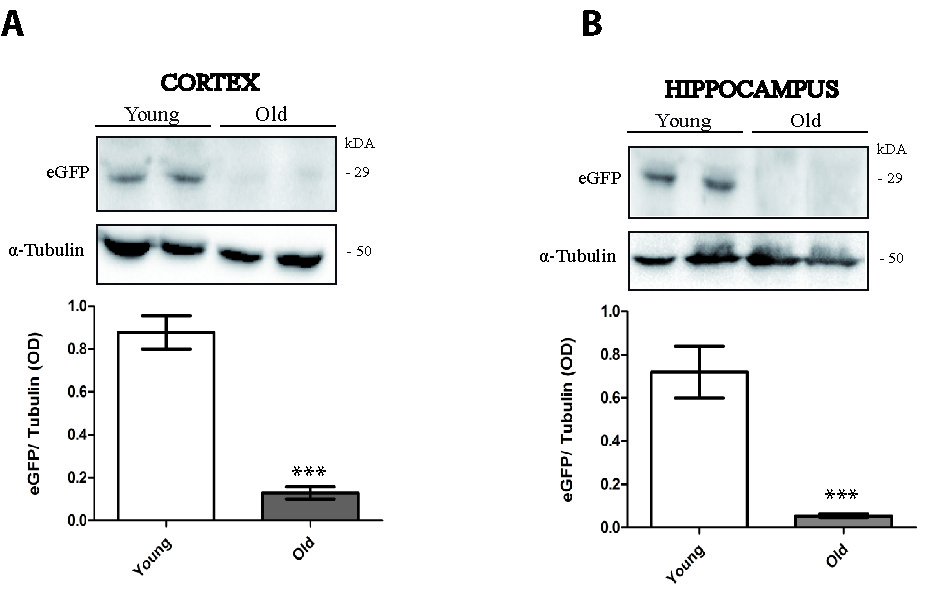 A
CORTEX
Young Old
kDA
eGFP - 29
α-Tubulin - 50
eGFP/ Tubulin (OD)
1.0
0.8
0.6
0.4
0.2
0.0
***
Young Old
B
HIPPOCAMPUS
Young Old
kDA
eGFP - 29
α-Tubulin - 50
eGFP/ Tubulin (OD)
1.0
0.8
0.6
0.4
0.2
0.0
***
Young Old